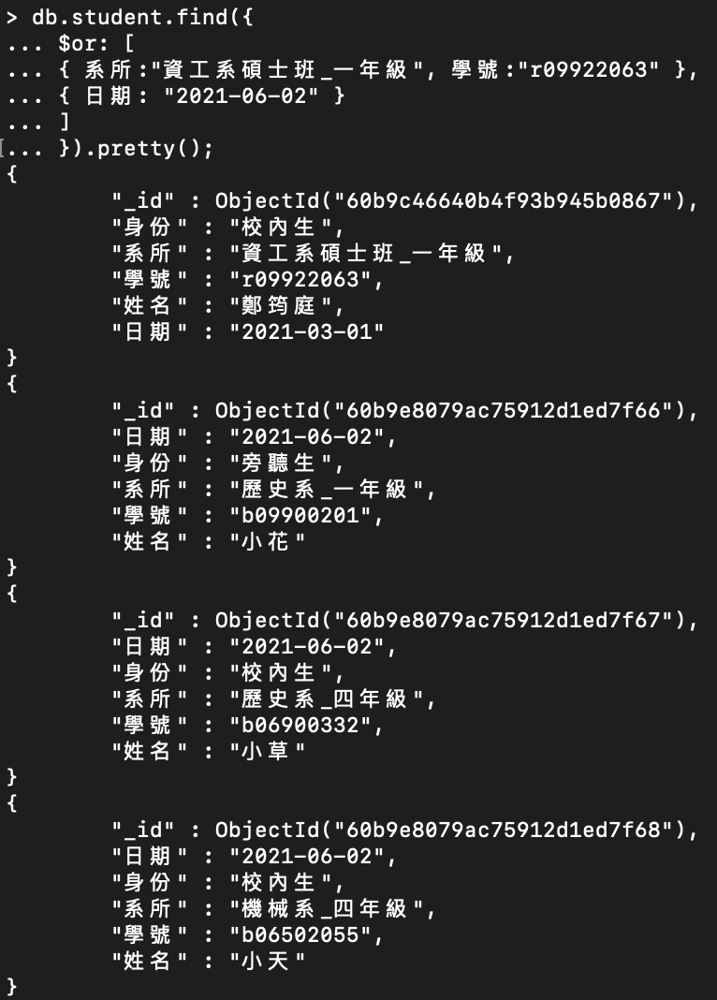 > db.student.find({
... $or: [
... { 系所:"資工系碩士班_一年級", 學號:"r09922063" },
... { 日期: "2021-06-02" }
... ]
... }).pretty();
{
"_id" : ObjectId("60b9c46640b4f93b945b0867"),
"身份" : "校內生",
"系所" : "資工系碩士班_一年級",
"學號" : "r09922063",
"姓名" : "鄭筠庭",
"日期" : "2021-03-01"
}
{
"_id" : ObjectId("60b9e8079ac75912d1ed7f66"),
"日期" : "2021-06-02",
"身份" : "旁聽生",
"系所" : "歷史系_一年級",
"學號" : "b09900201",
"姓名" : "小花"
}
{
"_id" : ObjectId("60b9e8079ac75912d1ed7f67"),
"日期" : "2021-06-02",
"身份" : "校內生",
"系所" : "歷史系_四年級",
"學號" : "b06900332",
"姓名" : "小草"
}
{
"_id" : ObjectId("60b9e8079ac75912d1ed7f68"),
"日期" : "2021-06-02",
"身份" : "校內生",
"系所" : "機械系_四年級",
"學號" : "b06502055",
"姓名" : "小天"
}